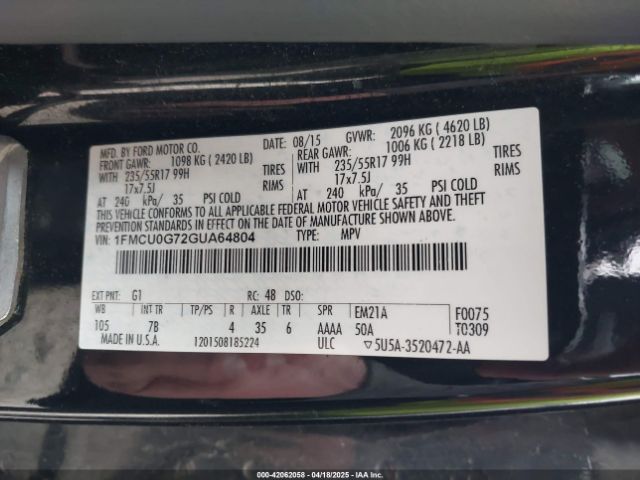 MFD. BY FORD MOTOR CO. DATE: 08/15 GVWR: 2096 KG ( 4620 LB)
FRONT GAWR: 1098 KG ( 2420 LB) REAR GAWR: 1006 KG ( 2218 LB)
WITH 235/55R17 99H TIRES WITH 235/55R17 99H TIRES
17x7.5J RIMS 17x7.5J RIMS
AT 240 kPa/ 35 PSI COLD AT 240 kPa/ 35 PSI COLD
THIS VEHICLE CONFORMS TO ALL APPLICABLE FEDERAL MOTOR VEHICLE SAFETY AND THEFT
PREVENTION STANDARDS IN EFFECT ON THE DATE OF MANUFACTURE SHOWN ABOVE.
VIN: 1FMCU0G72GUA64804 TYPE: MPV
EXT PNT: G1 RC: 48 DSO:
WB INT TR TP/PS R AXLE TR SPR EM21A F0075
105 7B 4 35 6 AAAA 50A T0309
MADE IN U.S.A. 1201508185224 ULC ▽5U5A-3520472-AA
000-42062058 - 04/18/2025 - IAAI.com